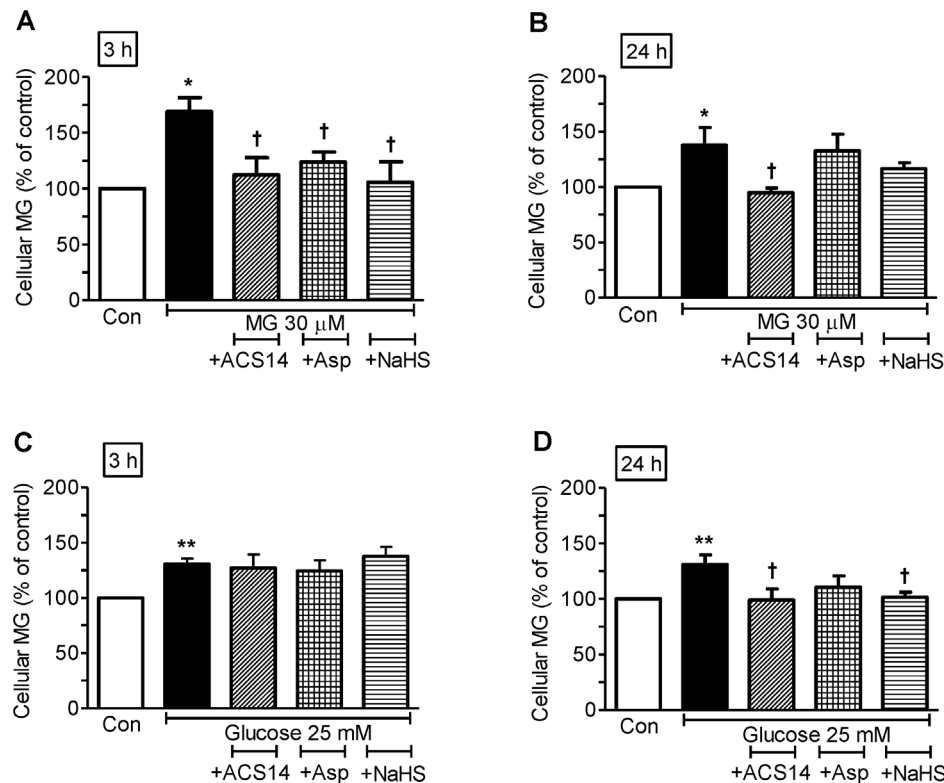 A
3 h
Cellular MG (% of control)
200
150
100
50
0
*
†
†
†
Con
MG 30 µM
+ACS14 +Asp +NaHS
B
24 h
Cellular MG (% of control)
200
150
100
50
0
*
†
Con
MG 30 µM
+ACS14 +Asp +NaHS
C
3 h
Cellular MG (% of control)
200
150
100
50
0
**
Con
Glucose 25 mM
+ACS14 +Asp +NaHS
D
24 h
Cellular MG (% of control)
200
150
100
50
0
**
†
†
Con
Glucose 25 mM
+ACS14 +Asp +NaHS